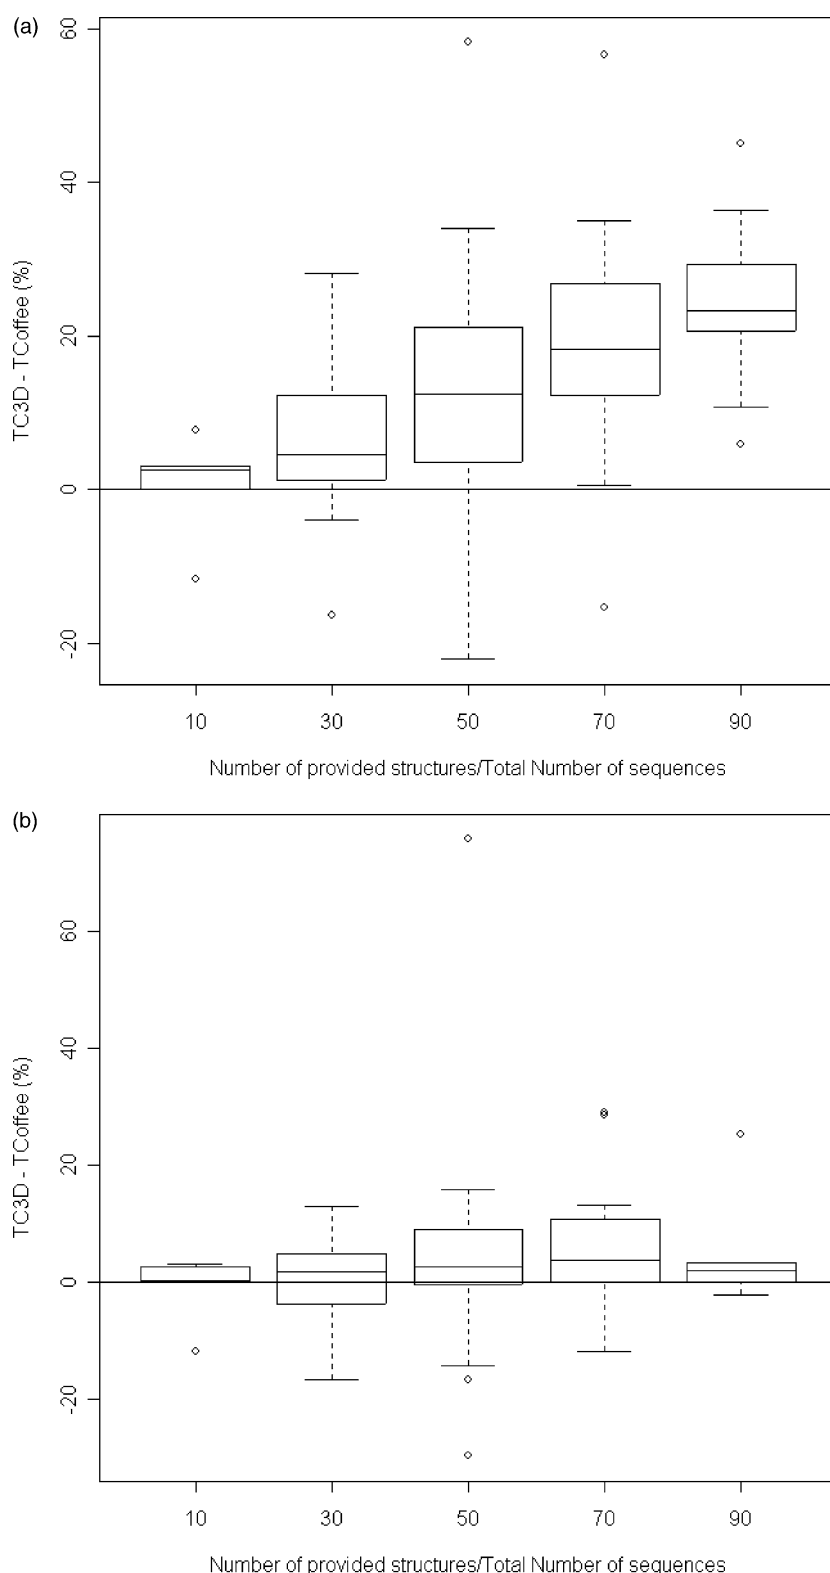 (a)
60
40
20
0
-20
TC3D - TCoffee (%)
10 30 50 70 90
Number of provided structures/Total Number of sequences
(b)
60
40
20
0
-20
TC3D - TCoffee (%)
10 30 50 70 90
Number of provided structures/Total Number of sequences